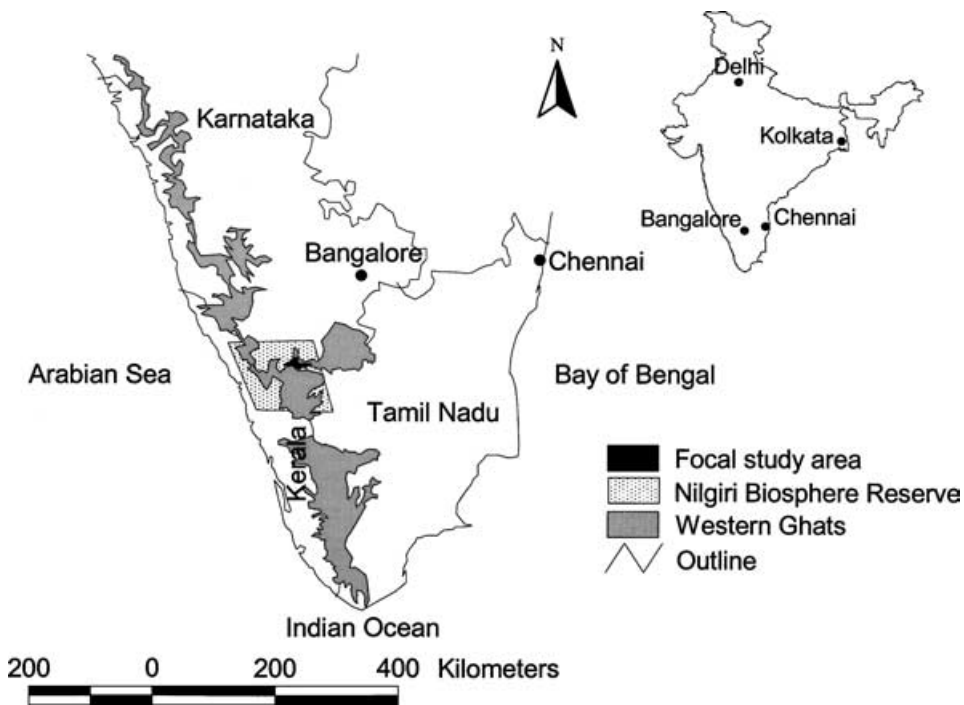 N
Delhi
Karnataka
Kolkata
Bangalore
Chennai
Bangalore
Chennai
Arabian Sea
Bay of Bengal
Tamil Nadu
Kerala
Focal study area
Nilgiri Biosphere Reserve
Western Ghats
Outline
Indian Ocean
200 0 200 400 Kilometers